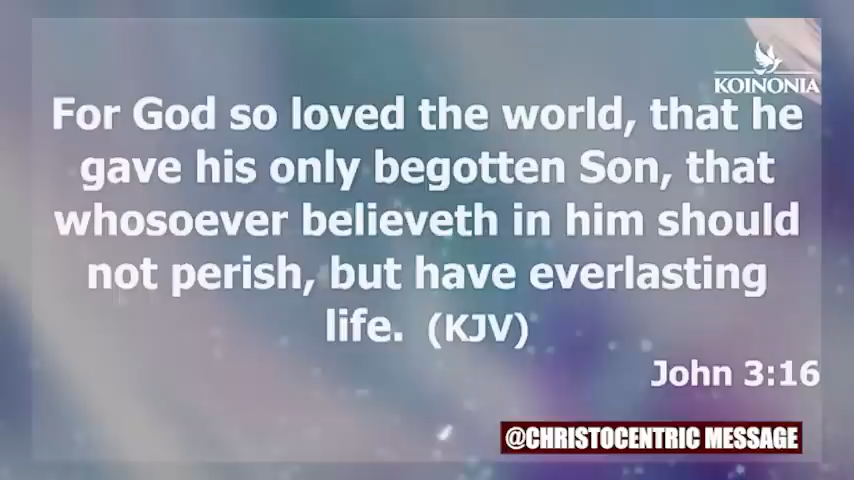 KOINONIA
For God so loved the world, that he
gave his only begotten Son, that
whosoever believeth in him should
not perish, but have everlasting
life. (KJV)
John 3:16
@CHRISTOCENTRIC MESSAGE